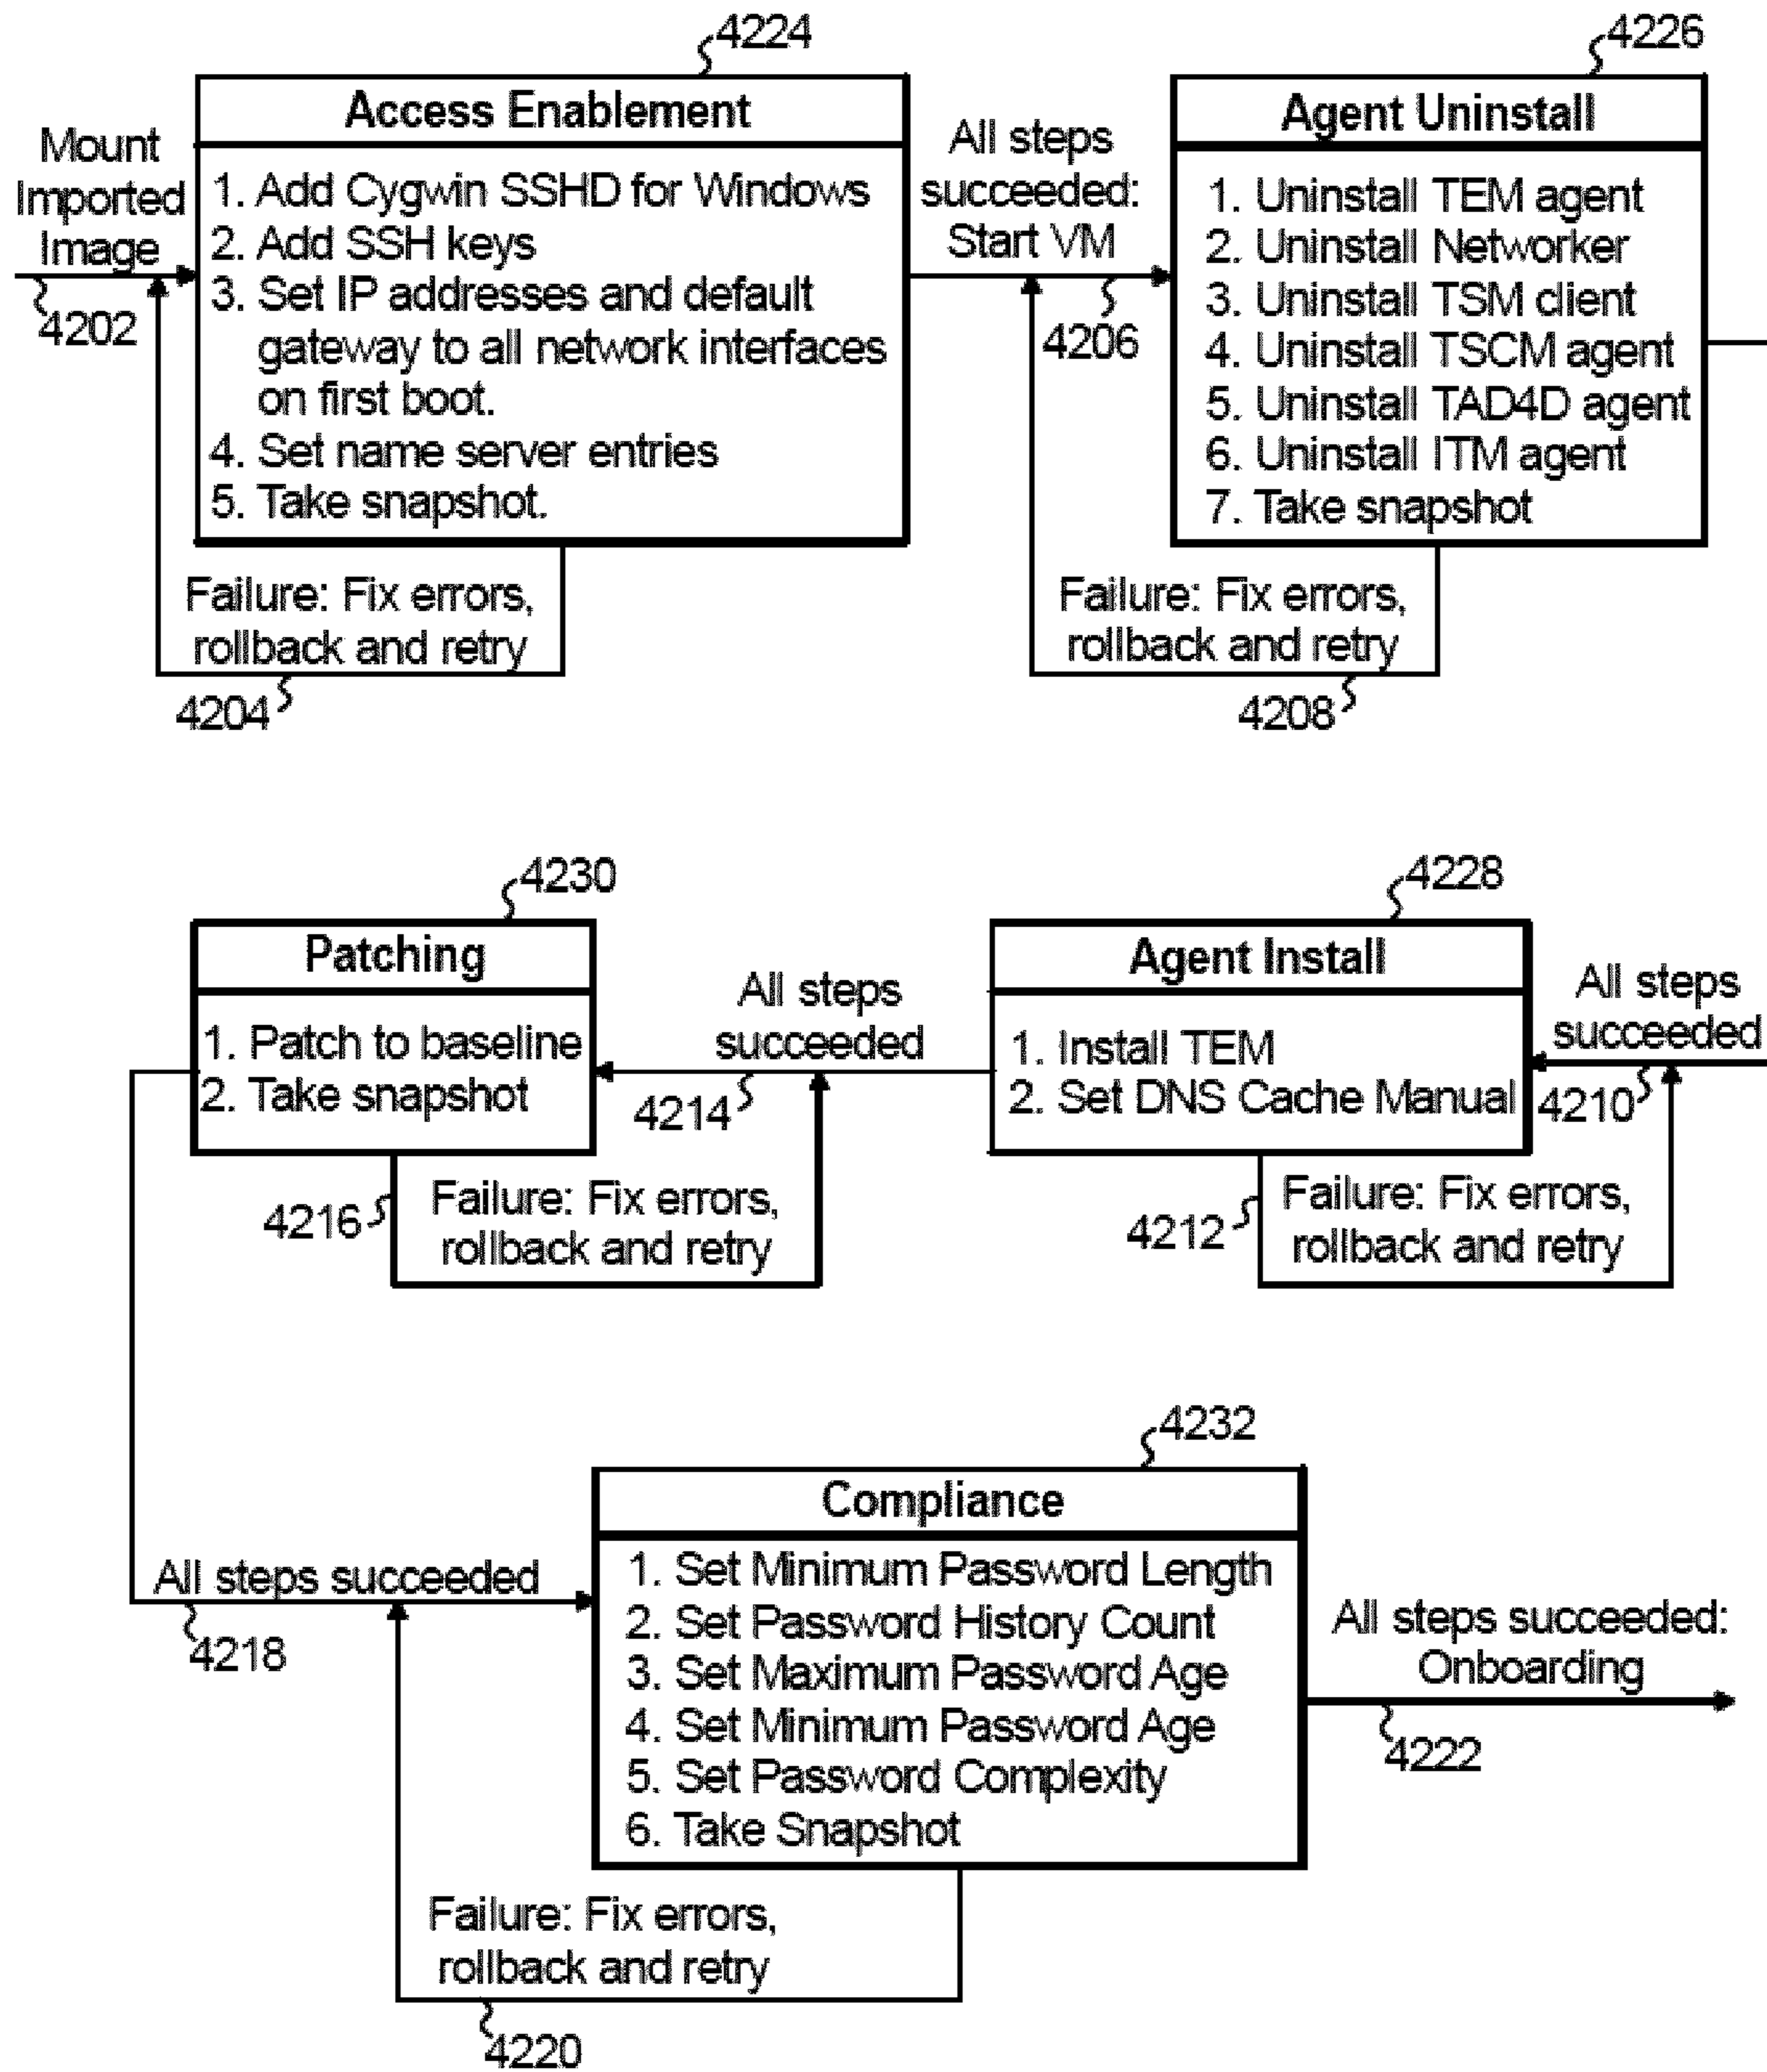 4224
Access Enablement
Mount
Imported
Image
4202
1. Add Cygwin SSHD for Windows
2. Add SSH keys
3. Set IP addresses and default
gateway to all network interfaces
on first boot.
4. Set name server entries
5. Take snapshot.
Failure: Fix errors,
rollback and retry
4204
All steps
succeeded:
Start VM
4206
4226
Agent Uninstall
1. Uninstall TEM agent
2. Uninstall Networker
3. Uninstall TSM client
4. Uninstall TSCM agent
5. Uninstall TAD4D agent
6. Uninstall ITM agent
7. Take snapshot
Failure: Fix errors,
rollback and retry
4208
All steps
succeeded
4210
4228
Agent Install
1. Install TEM
2. Set DNS Cache Manual
Failure: Fix errors,
rollback and retry
4212
All steps
succeeded
4214
4230
Patching
1. Patch to baseline
2. Take snapshot
Failure: Fix errors,
rollback and retry
4216
All steps succeeded
4218
4232
Compliance
1. Set Minimum Password Length
2. Set Password History Count
3. Set Maximum Password Age
4. Set Minimum Password Age
5. Set Password Complexity
6. Take Snapshot
Failure: Fix errors,
rollback and retry
4220
All steps succeeded:
Onboarding
4222